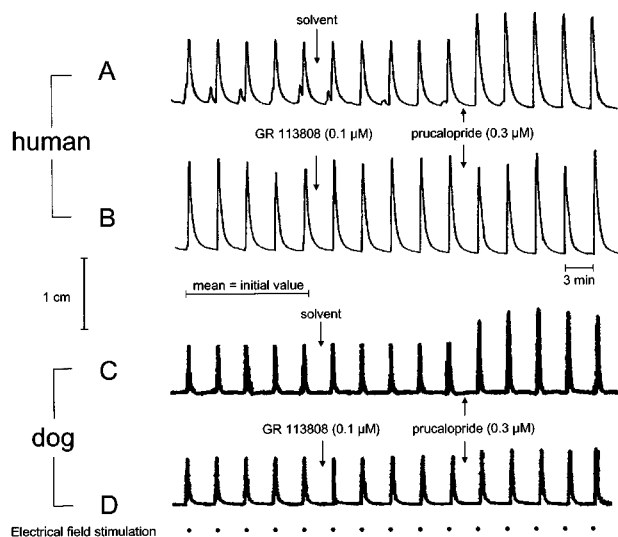 solvent
A
GR 113808 (0.1 µM) prucalopride (0.3 µM)
human
B
3 min
1 cm
mean = initial value
solvent
C
GR 113808 (0.1 µM) prucalopride (0.3 µM)
dog
D
Electrical field stimulation